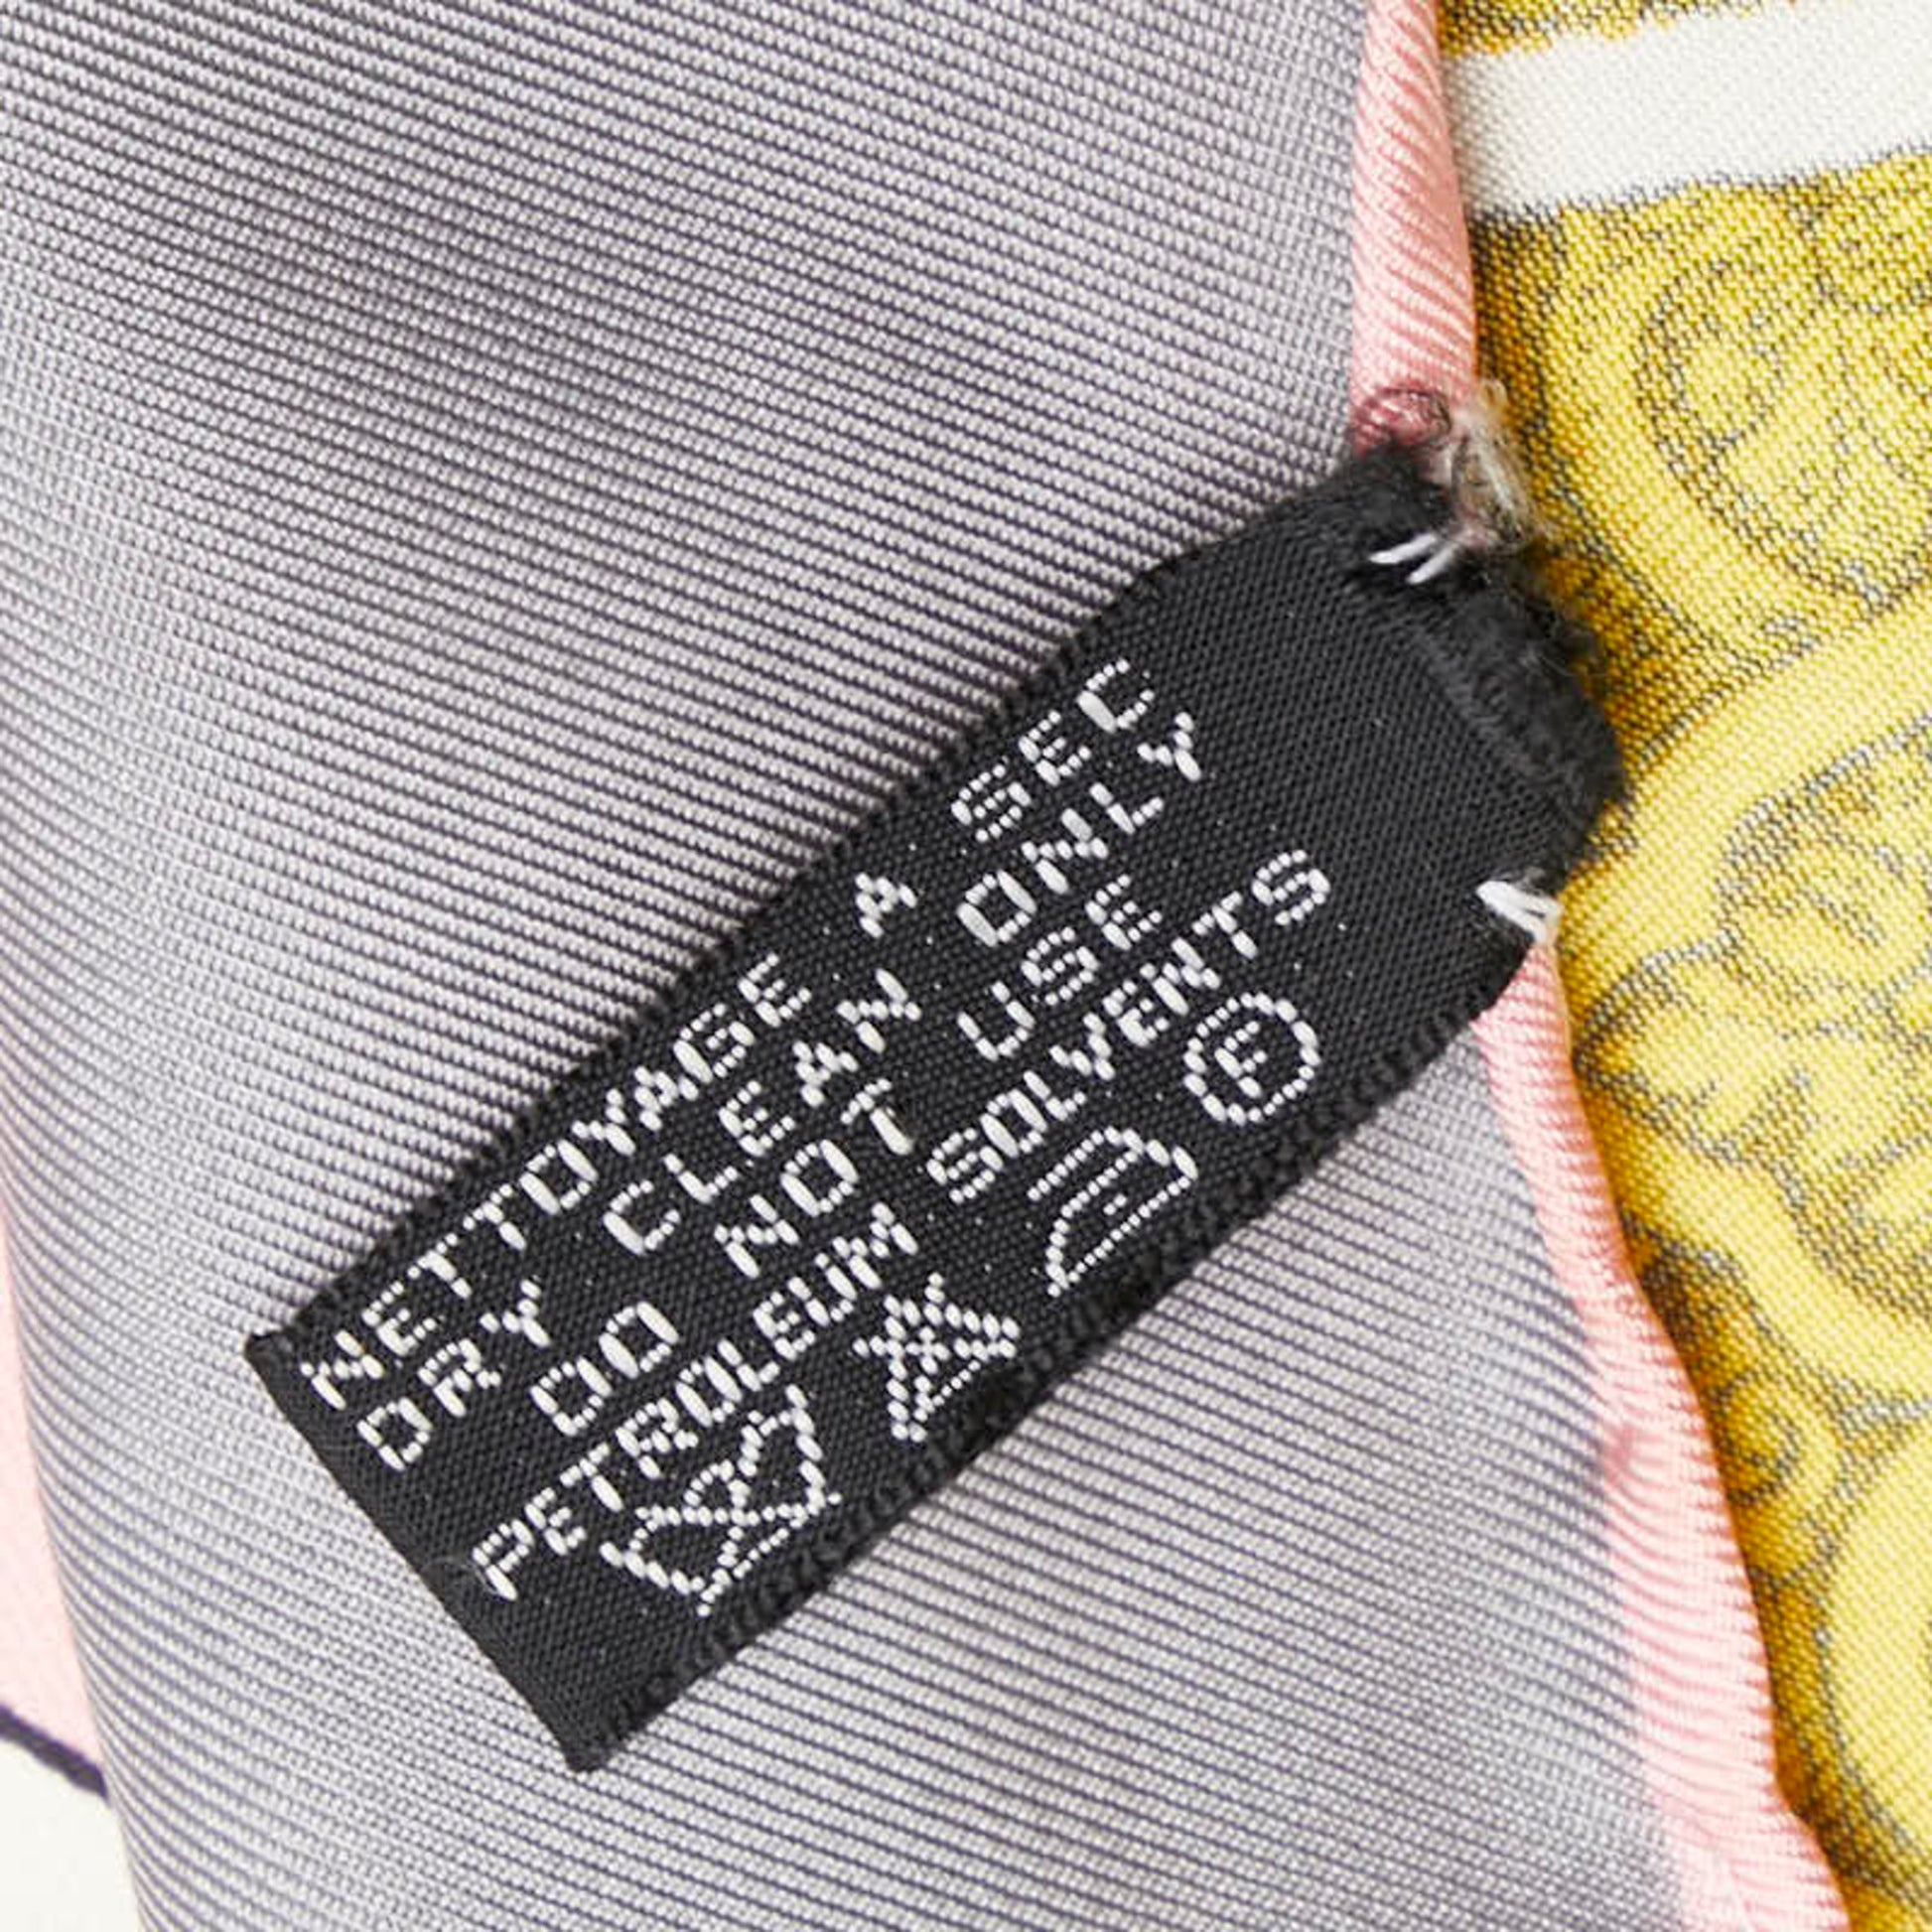 NETTOYAGE A SEC
DRY CLEAN ONLY
DO NOT USE
PETROLEUM SOLVENTS
F